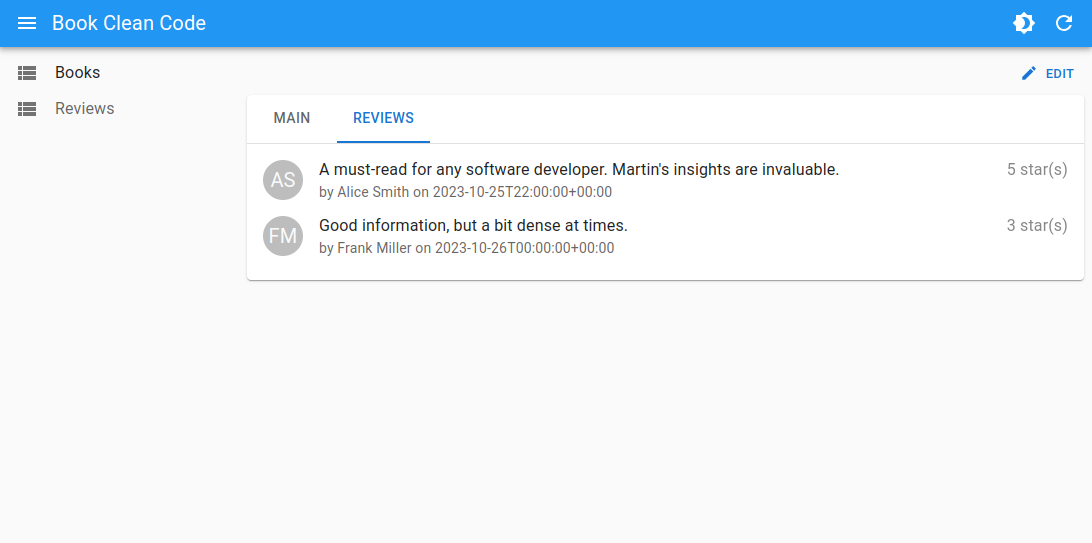 Book Clean Code
Books
EDIT
Reviews
MAIN REVIEWS
AS
A must-read for any software developer. Martin's insights are invaluable. 5 star(s)
by Alice Smith on 2023-10-25T22:00:00+00:00
FM
Good information, but a bit dense at times. 3 star(s)
by Frank Miller on 2023-10-26T00:00:00+00:00